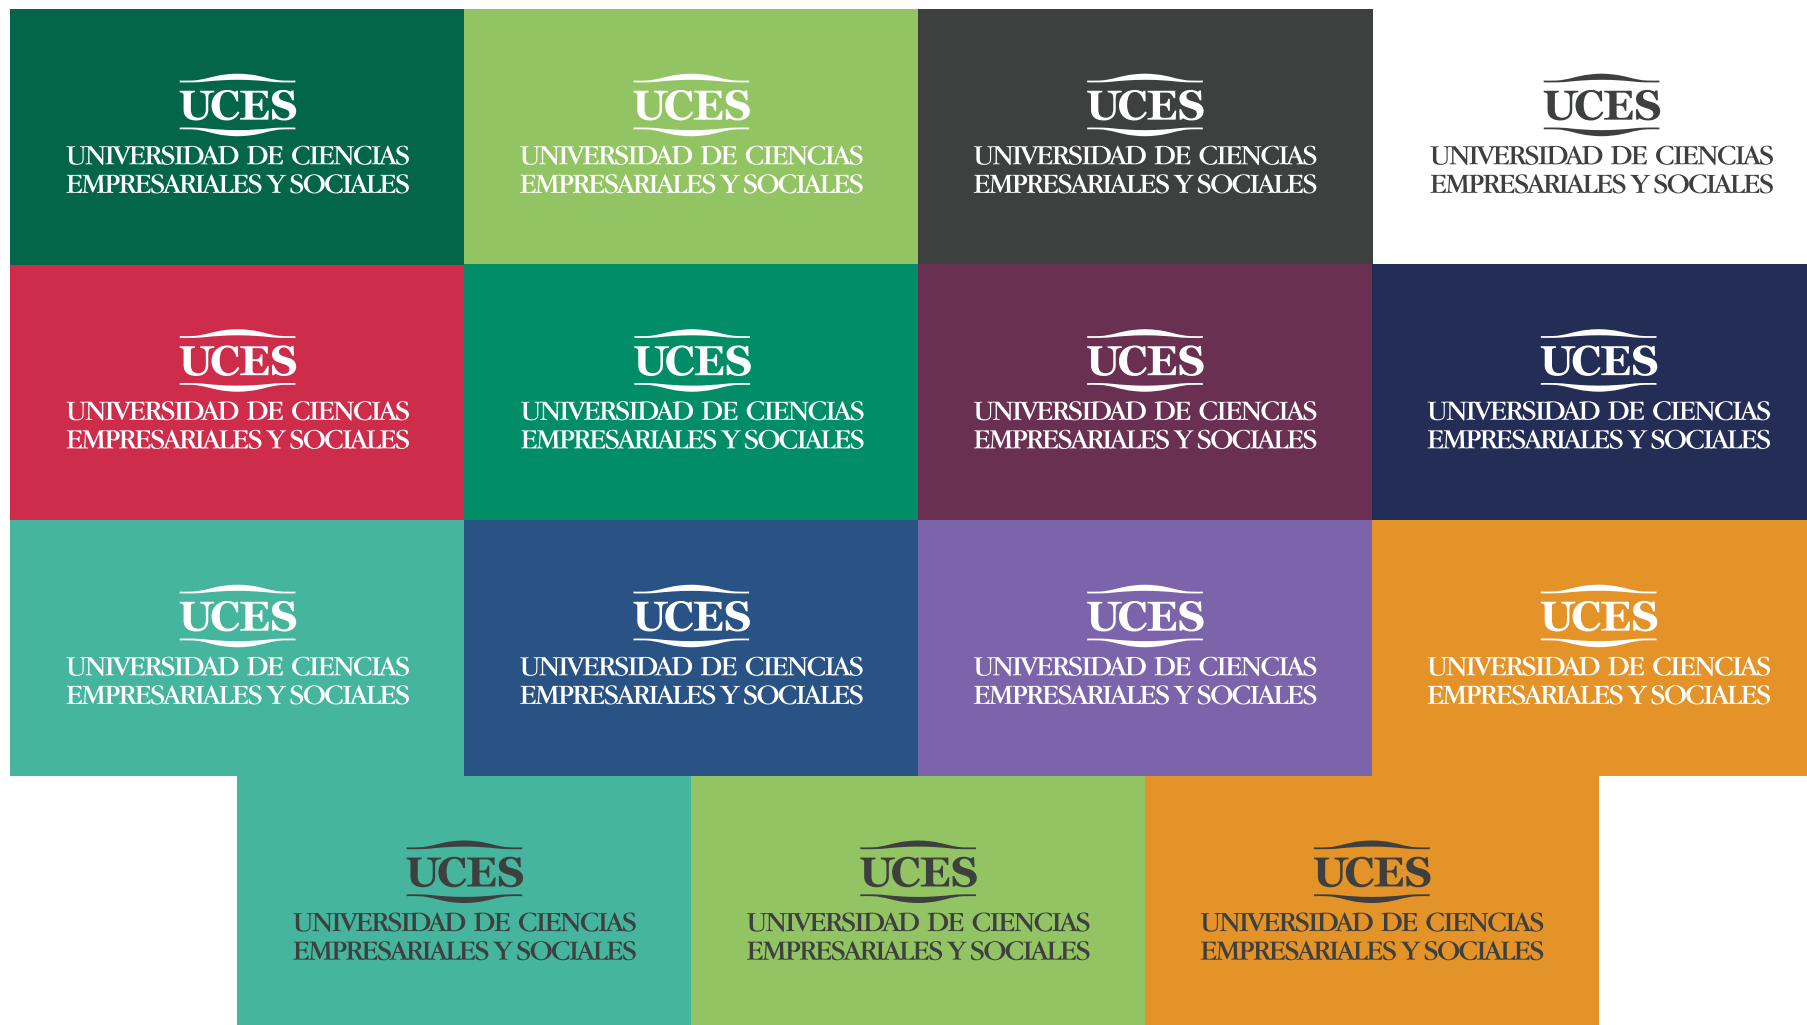 UCES
UNIVERSIDAD DE CIENCIAS
EMPRESARIALES Y SOCIALES
UCES
UNIVERSIDAD DE CIENCIAS
EMPRESARIALES Y SOCIALES
UCES
UNIVERSIDAD DE CIENCIAS
EMPRESARIALES Y SOCIALES
UCES
UNIVERSIDAD DE CIENCIAS
EMPRESARIALES Y SOCIALES
UCES
UNIVERSIDAD DE CIENCIAS
EMPRESARIALES Y SOCIALES
UCES
UNIVERSIDAD DE CIENCIAS
EMPRESARIALES Y SOCIALES
UCES
UNIVERSIDAD DE CIENCIAS
EMPRESARIALES Y SOCIALES
UCES
UNIVERSIDAD DE CIENCIAS
EMPRESARIALES Y SOCIALES
UCES
UNIVERSIDAD DE CIENCIAS
EMPRESARIALES Y SOCIALES
UCES
UNIVERSIDAD DE CIENCIAS
EMPRESARIALES Y SOCIALES
UCES
UNIVERSIDAD DE CIENCIAS
EMPRESARIALES Y SOCIALES
UCES
UNIVERSIDAD DE CIENCIAS
EMPRESARIALES Y SOCIALES
UCES
UNIVERSIDAD DE CIENCIAS
EMPRESARIALES Y SOCIALES
UCES
UNIVERSIDAD DE CIENCIAS
EMPRESARIALES Y SOCIALES
UCES
UNIVERSIDAD DE CIENCIAS
EMPRESARIALES Y SOCIALES